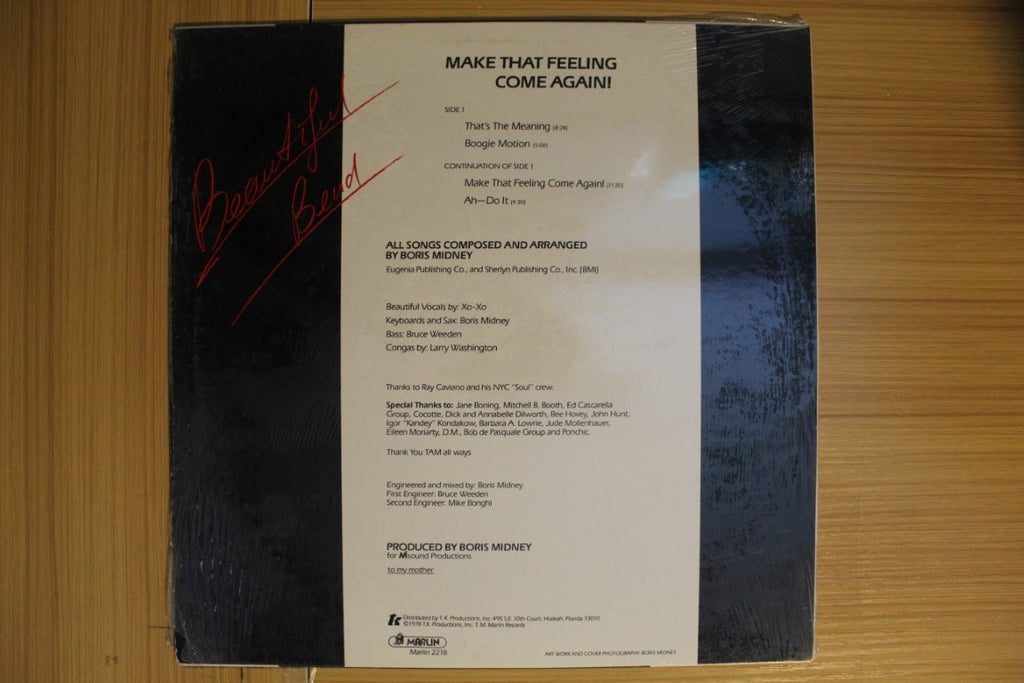 Beautiful
Bend
MAKE THAT FEELING
COME AGAIN!
SIDE 1
That's The Meaning (8:24)
Boogie Motion (5:08)
CONTINUATION OF SIDE 1
Make That Feeling Come Again! (11:20)
Ah—Do It (4:30)
ALL SONGS COMPOSED AND ARRANGED
BY BORIS MIDNEY
Eugenia Publishing Co., and Sherlyn Publishing Co., Inc. (BMI)
Beautiful Vocals by: Xo-Xo
Keyboards and Sax: Boris Midney
Bass: Bruce Weeden
Congas by: Larry Washington
Thanks to Ray Caviano and his NYC "Soul" crew.
Special Thanks to: Jane Boning, Mitchell B. Booth, Ed Cascarella
Group, Cocotte, Dick and Annabelle Dilworth, Bee Hovey, John Hunt,
Igor "Kandey" Kondakow, Barbara A. Lowrie, Jude Mollenhauer,
Eileen Moriarty, D.M., Bob de Pasquale Group and Ponchic.
Thank You TAM all ways
Engineered and mixed by: Boris Midney
First Engineer: Bruce Weeden
Second Engineer: Mike Bonghi
PRODUCED BY BORIS MIDNEY
for Msound Productions
to my mother
tk Distributed by T.K. Productions, Inc. 495 S.E. 10th Court, Hialeah, Florida 33010
©1978 T.K. Productions, Inc. T.M. Marlin Records
MARLIN
Marlin 2218
ART WORK AND COVER PHOTOGRAPHY: BORIS MIDNEY